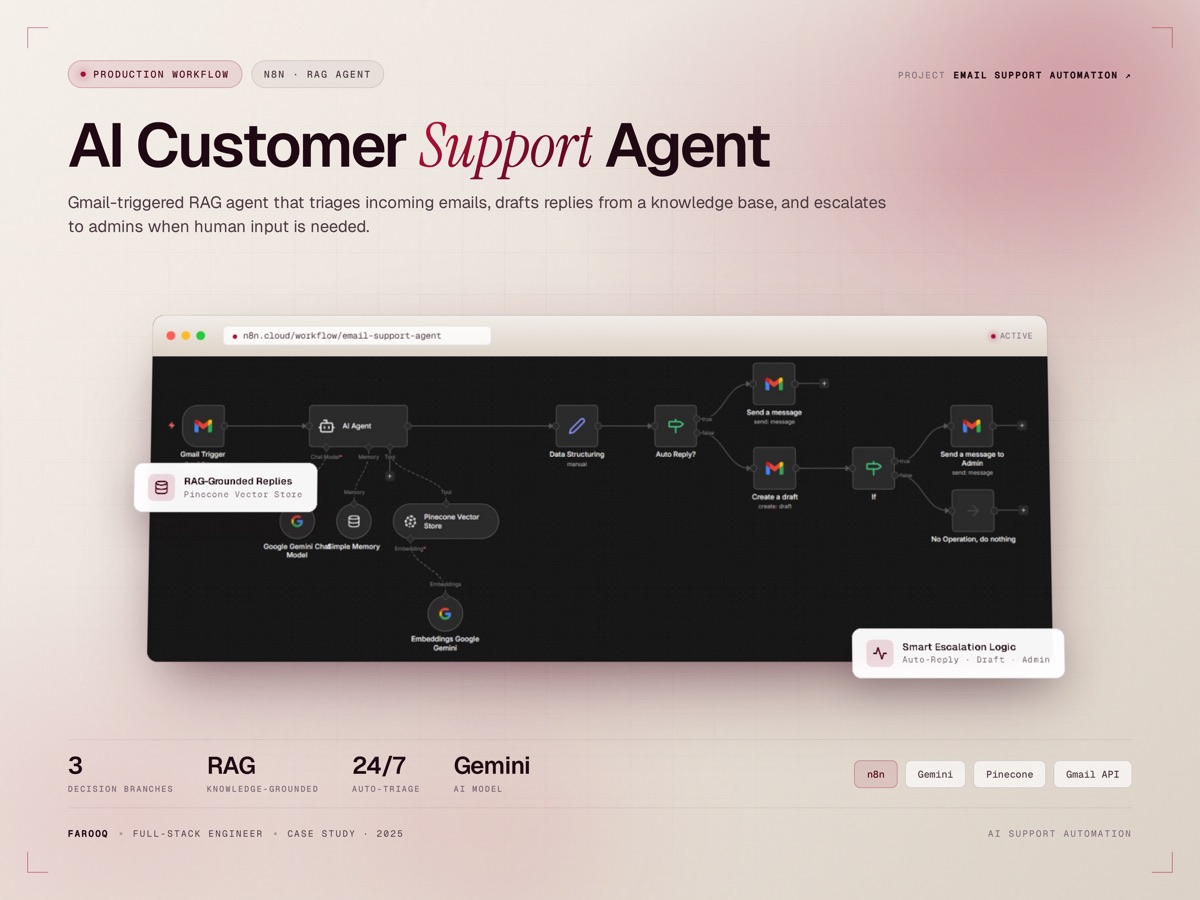 PRODUCTION WORKFLOW
N8N · RAG AGENT
PROJECT EMAIL SUPPORT AUTOMATION ↗
AI Customer Support Agent
Gmail-triggered RAG agent that triages incoming emails, drafts replies from a knowledge base, and escalates
to admins when human input is needed.
n8n.cloud/workflow/email-support-agent
ACTIVE
Gmail Trigger
AI Agent
Chat Model*
Memory
Tool
Data Structuring
manual
Auto Reply?
true
false
Send a message
send: message
Create a draft
create: draft
If
true
false
Send a message to
Admin
send: message
No Operation, do nothing
RAG-Grounded Replies
Pinecone Vector Store
Memory
Tool
Pinecone Vector
Store
Google Gemini Chat
Model
Simple Memory
Embedding*
Embeddings
Embeddings Google
Gemini
Smart Escalation Logic
Auto-Reply · Draft · Admin
3
DECISION BRANCHES
RAG
KNOWLEDGE-GROUNDED
24/7
AUTO-TRIAGE
Gemini
AI MODEL
n8n
Gemini
Pinecone
Gmail API
FAROOQ • FULL-STACK ENGINEER • CASE STUDY · 2025
AI SUPPORT AUTOMATION